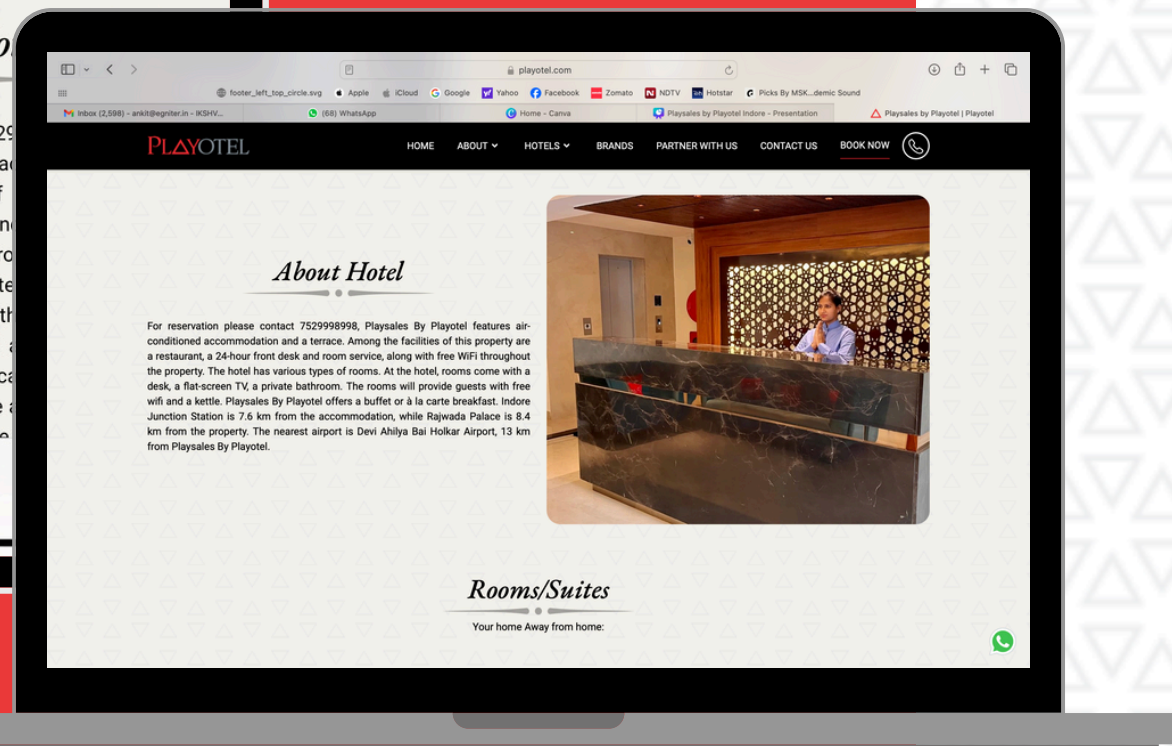 playotel.com
footer_left_top_circle.svg Apple iCloud Google Yahoo Facebook Zomato NDTV Hotstar Picks By MSK...demic Sound
Inbox (2,598) - ankit@egniter.in - IKSHV... (68) WhatsApp Home - Canva Playsales by Playotel Indore - Presentation Playsales by Playotel | Playotel
PLAYOTEL HOME ABOUT HOTELS BRANDS PARTNER WITH US CONTACT US BOOK NOW
About Hotel
For reservation please contact 7529998998, Playsales By Playotel features air-
conditioned accommodation and a terrace. Among the facilities of this property are
a restaurant, a 24-hour front desk and room service, along with free WiFi throughout
the property. The hotel has various types of rooms. At the hotel, rooms come with a
desk, a flat-screen TV, a private bathroom. The rooms will provide guests with free
wifi and a kettle. Playsales By Playotel offers a buffet or à la carte breakfast. Indore
Junction Station is 7.6 km from the accommodation, while Rajwada Palace is 8.4
km from the property. The nearest airport is Devi Ahilya Bai Holkar Airport, 13 km
from Playsales By Playotel.
Rooms/Suites
Your home Away from home: